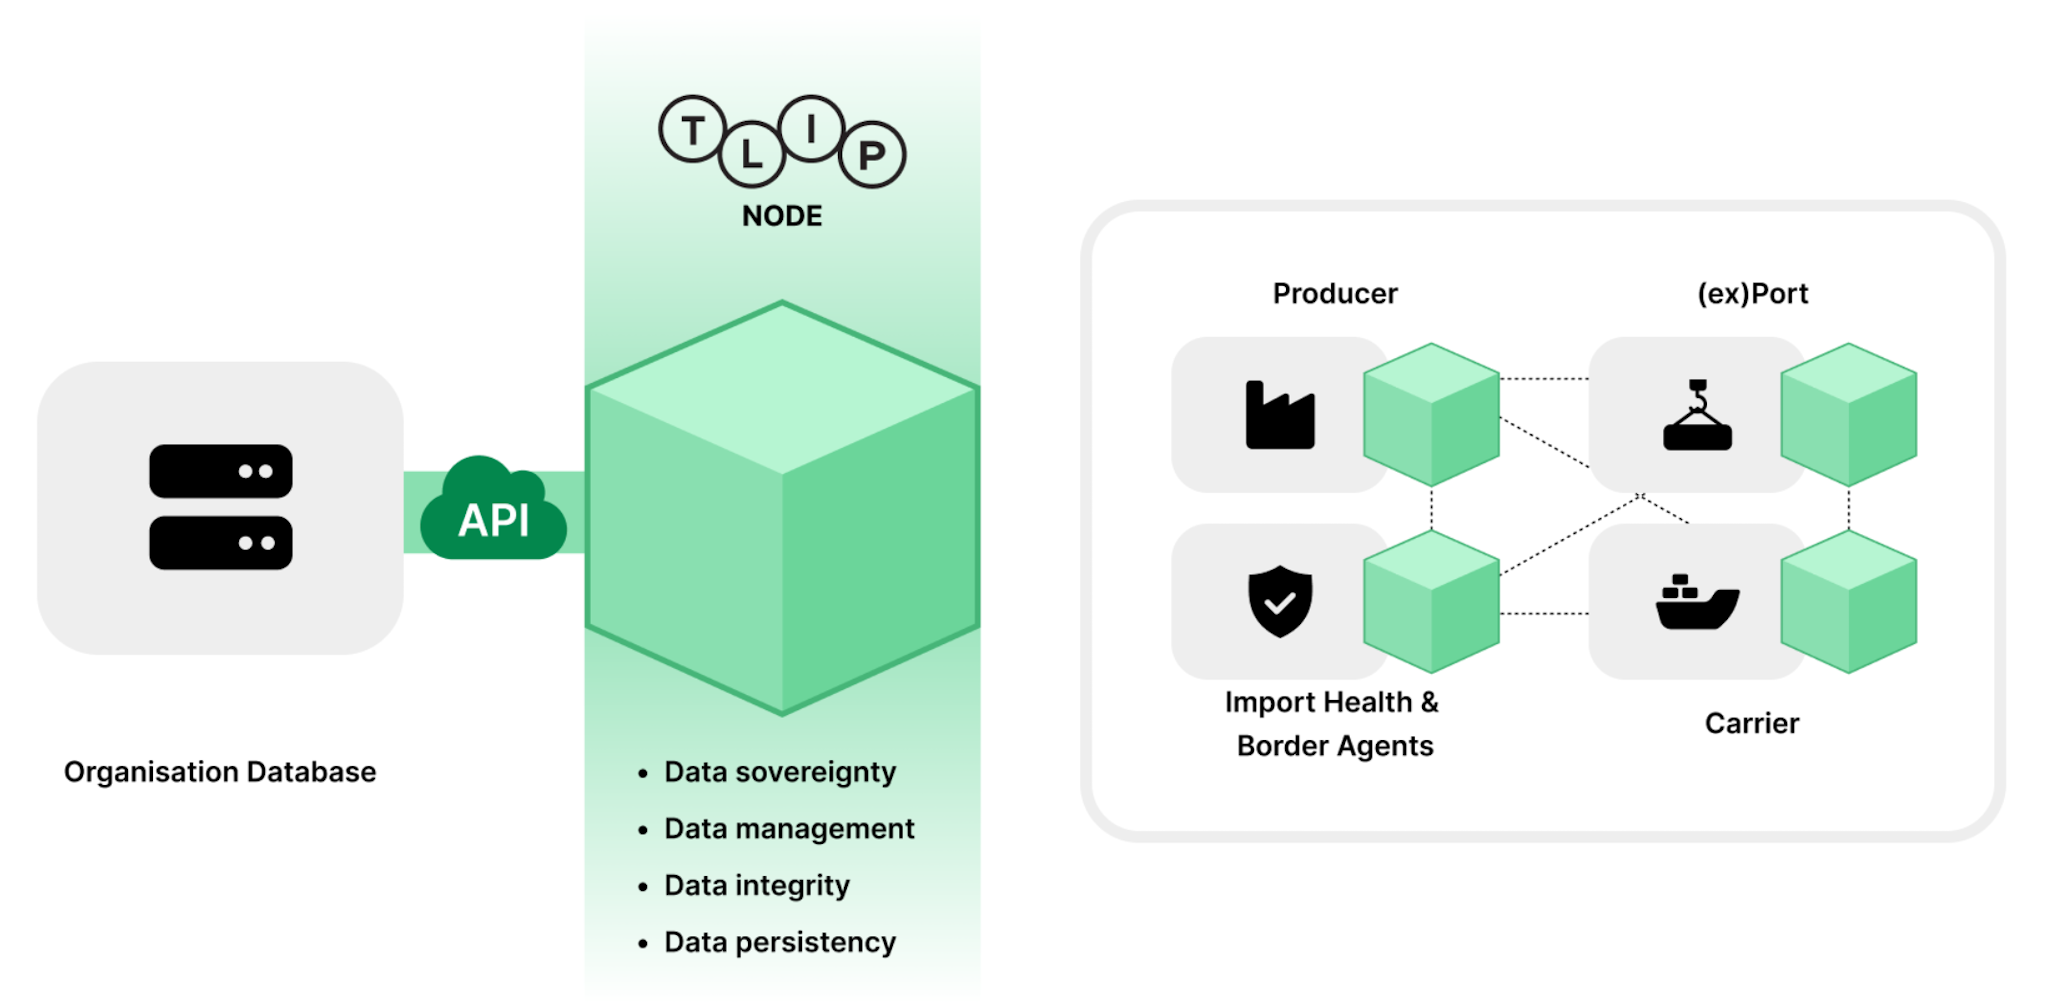 TLIP
NODE
API
Organisation Database
• Data sovereignty
• Data management
• Data integrity
• Data persistency
Producer
(ex)Port
Import Health &
Border Agents
Carrier